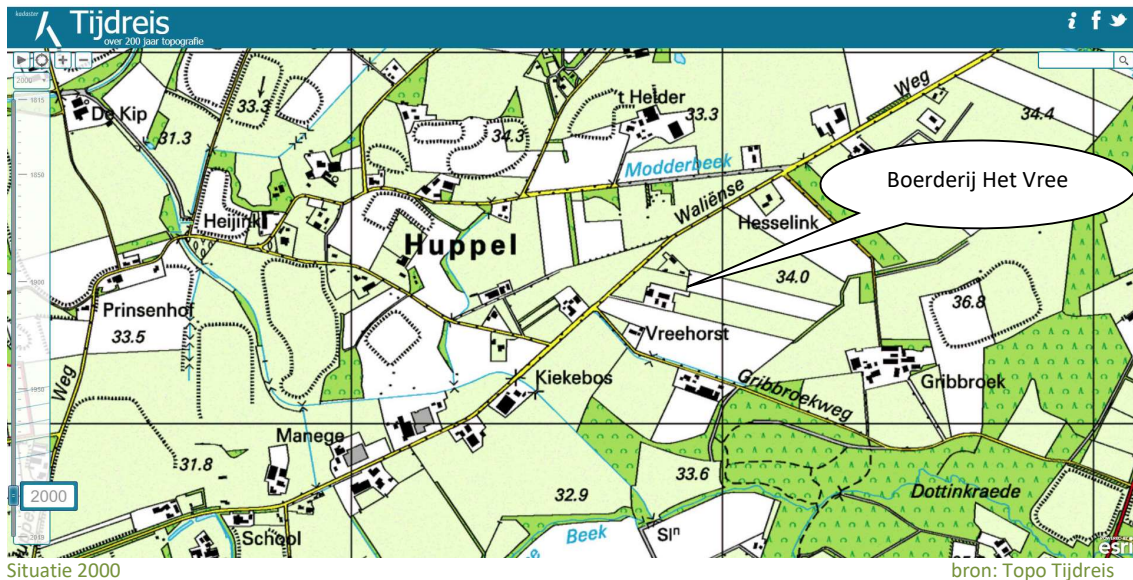 kadaster
Tijdreis
over 200 jaar topografie
2000
1815
1850
1900
1950
2000
De Kip
33.3
31.3
34.3
't Helder
33.3
Weg
34.4
Modderbeek
Boerderij Het Vree
Waliënse
Heijink
Huppel
Hesselink
34.0
36.8
Prinsenhof
33.5
Vreehorst
Weg
Kiekebos
Gribbroek
Gribbroekweg
Manege
31.8
33.6
32.9
Dottinkraede
School
Beek
Slⁿ
esri
Situatie 2000
bron: Topo Tijdreis